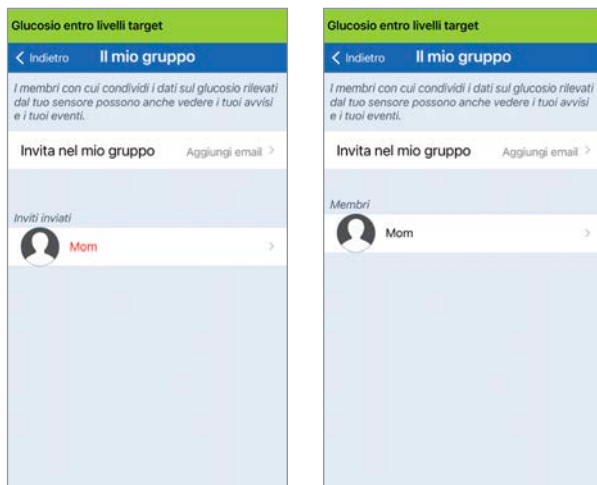 Glucosio entro livelli target
Indietro Il mio gruppo
I membri con cui condividi i dati sul glucosio rilevati
dal tuo sensore possono anche vedere i tuoi avvisi
e i tuoi eventi.
Invita nel mio gruppo Aggiungi email
Inviti inviati
Mom
Glucosio entro livelli target
Indietro Il mio gruppo
I membri con cui condividi i dati sul glucosio rilevati
dal tuo sensore possono anche vedere i tuoi avvisi
e i tuoi eventi.
Invita nel mio gruppo Aggiungi email
Membri
Mom